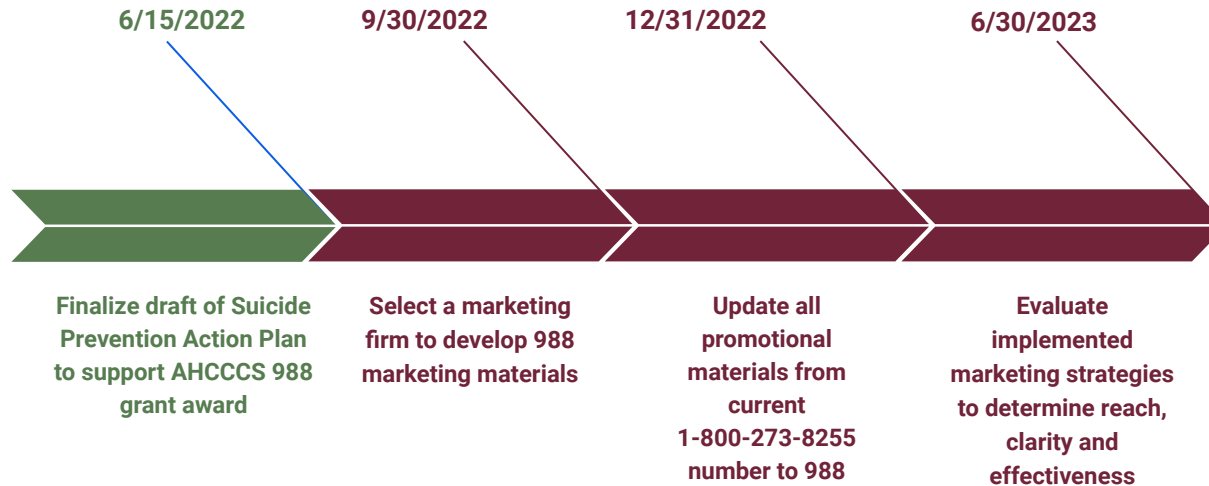 6/15/2022
9/30/2022
12/31/2022
6/30/2023
Finalize draft of Suicide
Prevention Action Plan
to support AHCCCS 988
grant award
Select a marketing
firm to develop 988
marketing materials
Update all
promotional
materials from
current
1-800-273-8255
number to 988
Evaluate
implemented
marketing strategies
to determine reach,
clarity and
effectiveness